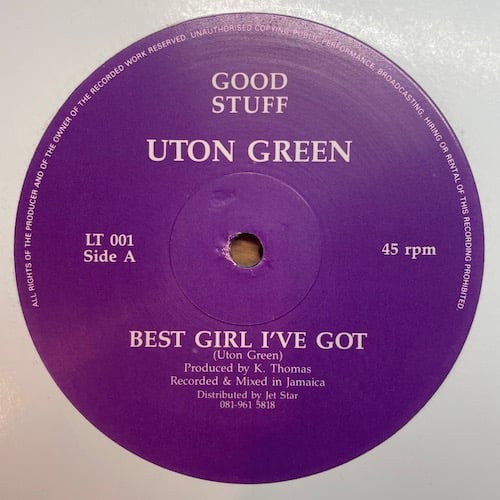 ALL RIGHTS OF THE PRODUCER AND OF THE OWNER OF THE RECORDED WORK RESERVED. UNAUTHORISED COPYING, PUBLIC PERFORMANCE, BROADCASTING, HIRING OR RENTAL OF THIS RECORDING PROHIBITED.
GOOD
STUFF
UTON GREEN
LT 001
Side A
45 rpm
BEST GIRL I'VE GOT
(Uton Green)
Produced by K. Thomas
Recorded & Mixed in Jamaica
Distributed by Jet Star
081-961 5818